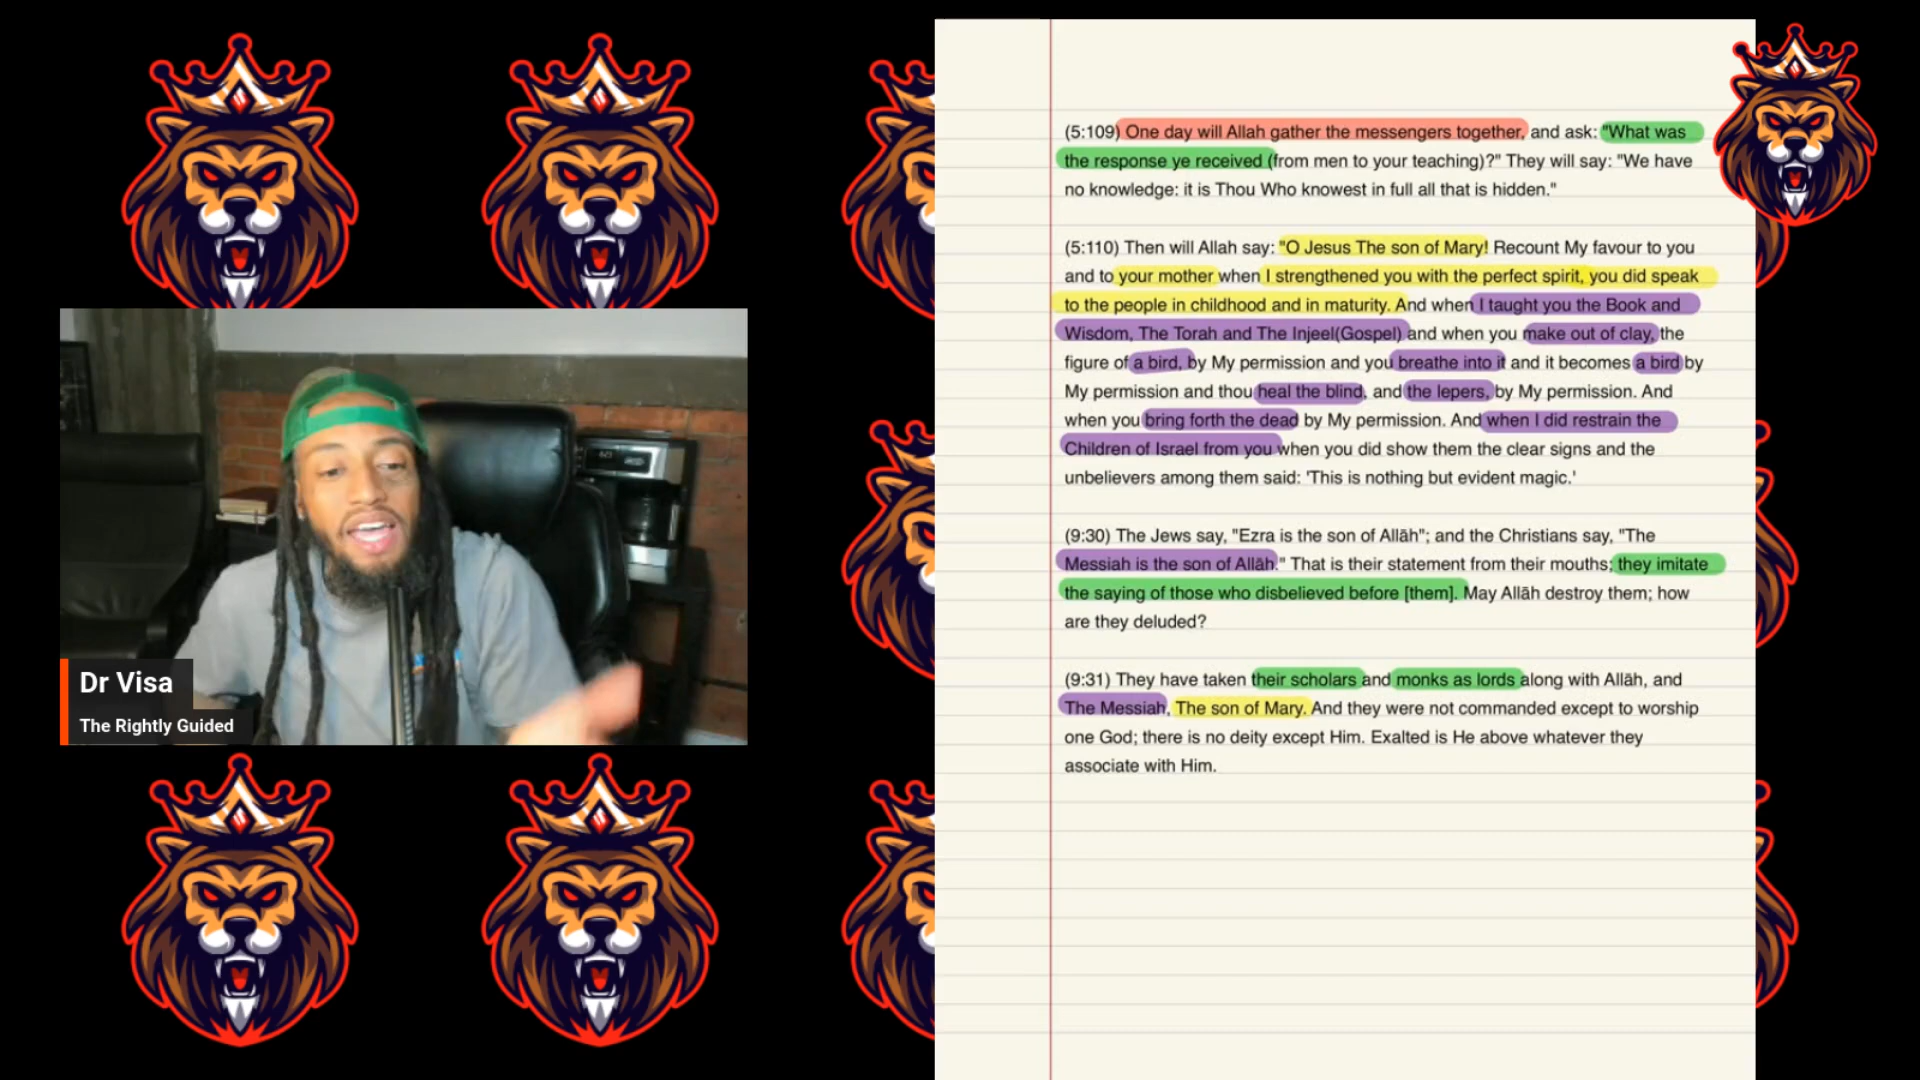 (5:109) One day will Allah gather the messengers together, and ask: "What was
the response ye received (from men to your teaching)?" They will say: "We have
no knowledge: it is Thou Who knowest in full all that is hidden."
(5:110) Then will Allah say: "O Jesus The son of Mary! Recount My favour to you
and to your mother when I strengthened you with the perfect spirit, you did speak
to the people in childhood and in maturity. And when I taught you the Book and
Wisdom, The Torah and The Injeel(Gospel) and when you make out of clay, the
figure of a bird, by My permission and you breathe into it and it becomes a bird by
My permission and thou heal the blind, and the lepers, by My permission. And
when you bring forth the dead by My permission. And when I did restrain the
Children of Israel from you when you did show them the clear signs and the
unbelievers among them said: 'This is nothing but evident magic.'
(9:30) The Jews say, "Ezra is the son of Allāh"; and the Christians say, "The
Messiah is the son of Allāh." That is their statement from their mouths; they imitate
the saying of those who disbelieved before [them]. May Allāh destroy them; how
are they deluded?
(9:31) They have taken their scholars and monks as lords along with Allāh, and
The Messiah, The son of Mary. And they were not commanded except to worship
one God; there is no deity except Him. Exalted is He above whatever they
associate with Him.
Dr Visa
The Rightly Guided